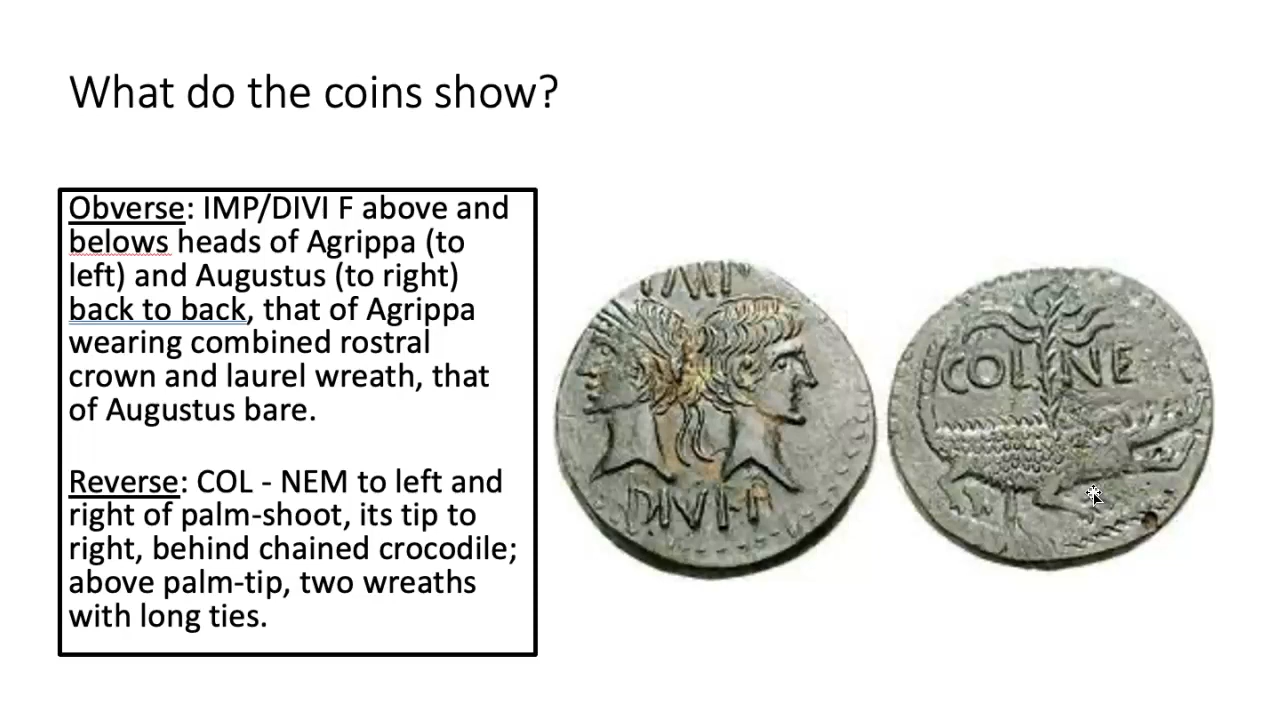 What do the coins show?
Obverse: IMP/DIVI F above and
belows heads of Agrippa (to
left) and Augustus (to right)
back to back, that of Agrippa
wearing combined rostral
crown and laurel wreath, that
of Augustus bare.
Reverse: COL - NEM to left and
right of palm-shoot, its tip to
right, behind chained crocodile;
above palm-tip, two wreaths
with long ties.
IMP
DIVI F
COL NE